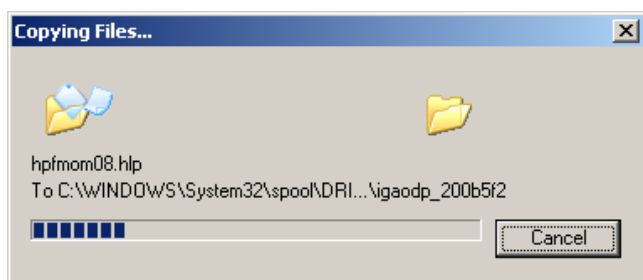 Copying Files...
hpfmom08.hlp
To C:\WINDOWS\System32\spool\DRI...\igaodp_200b5f2
Cancel